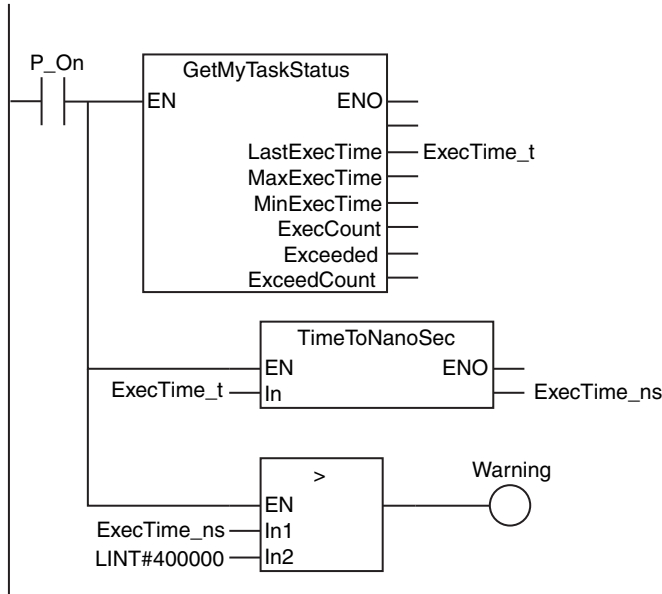 P_On
GetMyTaskStatus
EN ENO
LastExecTime ExecTime_t
MaxExecTime
MinExecTime
ExecCount
Exceeded
ExceedCount
TimeToNanoSec
EN ENO
ExecTime_t In ExecTime_ns
> Warning
EN
ExecTime_ns In1
LINT#400000 In2